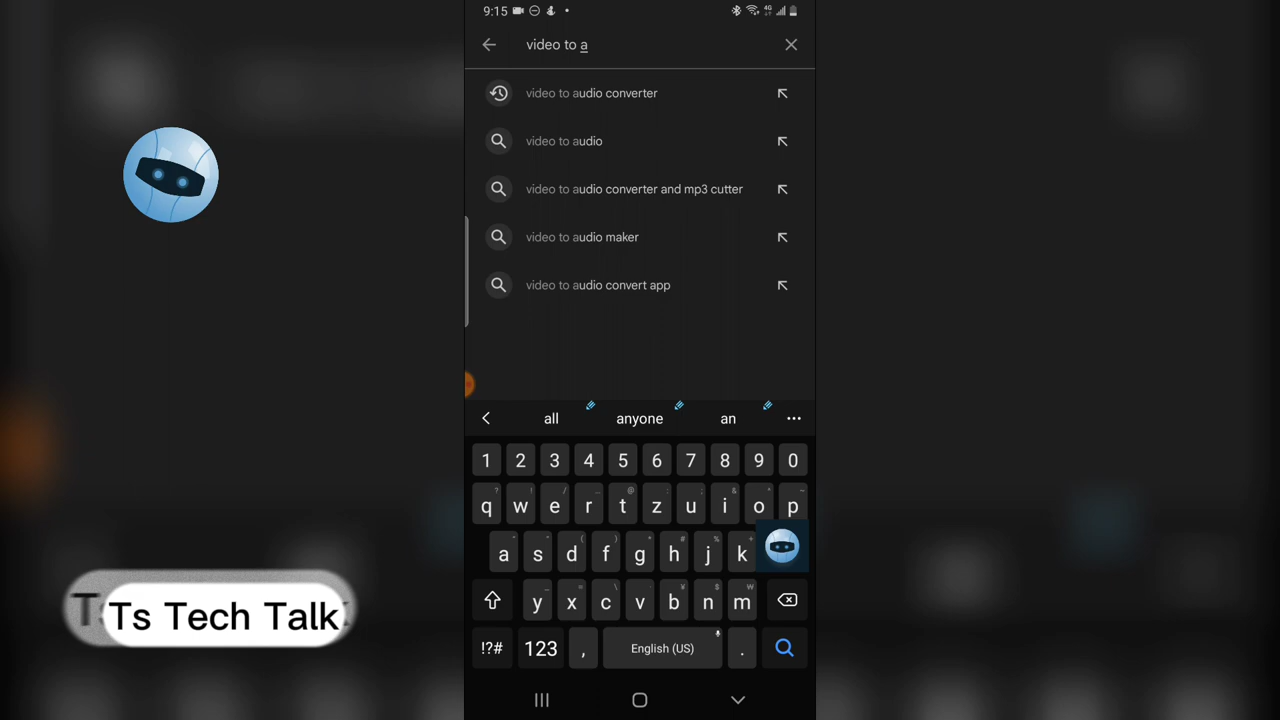 9:15
4G
video to a
video to audio converter
video to audio
video to audio converter and mp3 cutter
video to audio maker
video to audio convert app
all anyone an
1 2 3 4 5 6 7 8 9 0
q w e r t z u i o p
a s d f g h j k
y x c v b n m
!?# 123 , English (US) .
Ts Tech Talk